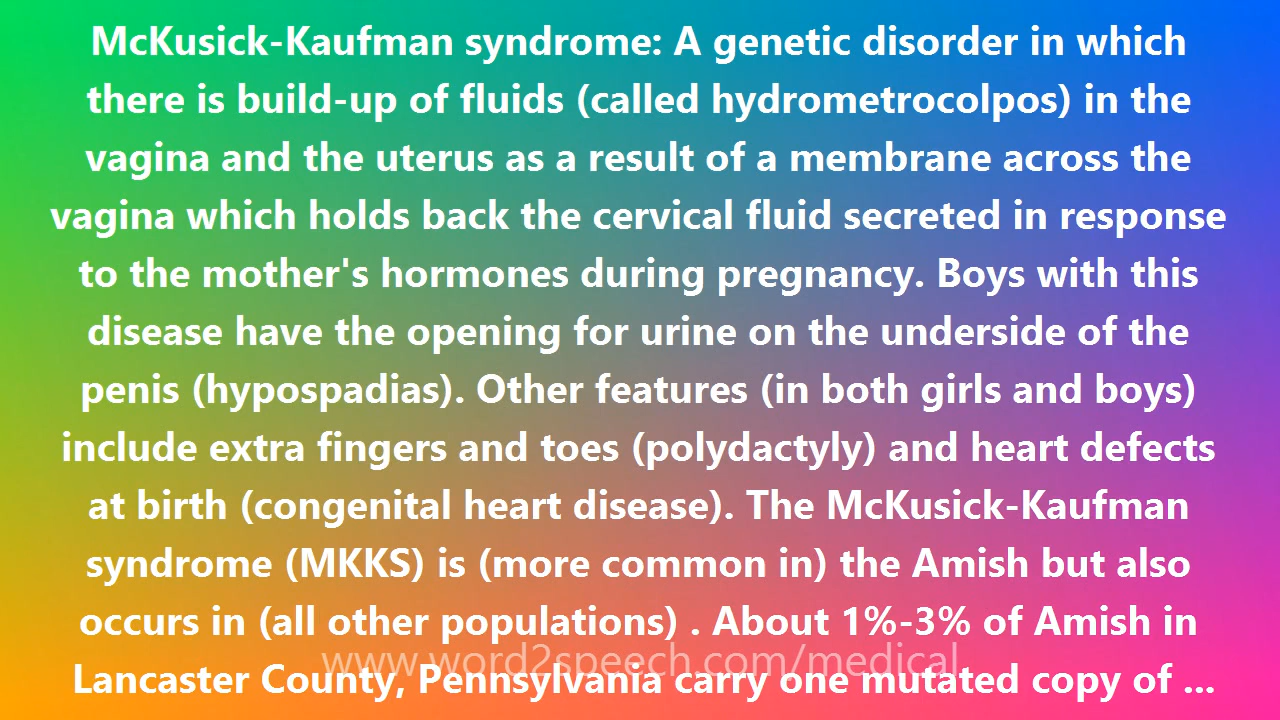 McKusick-Kaufman syndrome: A genetic disorder in which
there is build-up of fluids (called hydrometrocolpos) in the
vagina and the uterus as a result of a membrane across the
vagina which holds back the cervical fluid secreted in response
to the mother's hormones during pregnancy. Boys with this
disease have the opening for urine on the underside of the
penis (hypospadias). Other features (in both girls and boys)
include extra fingers and toes (polydactyly) and heart defects
at birth (congenital heart disease). The McKusick-Kaufman
syndrome (MKKS) is (more common in) the Amish but also
occurs in (all other populations) . About 1%-3% of Amish in
www.word2speech.com/medical
Lancaster County, Pennsylvania carry one mutated copy of ...